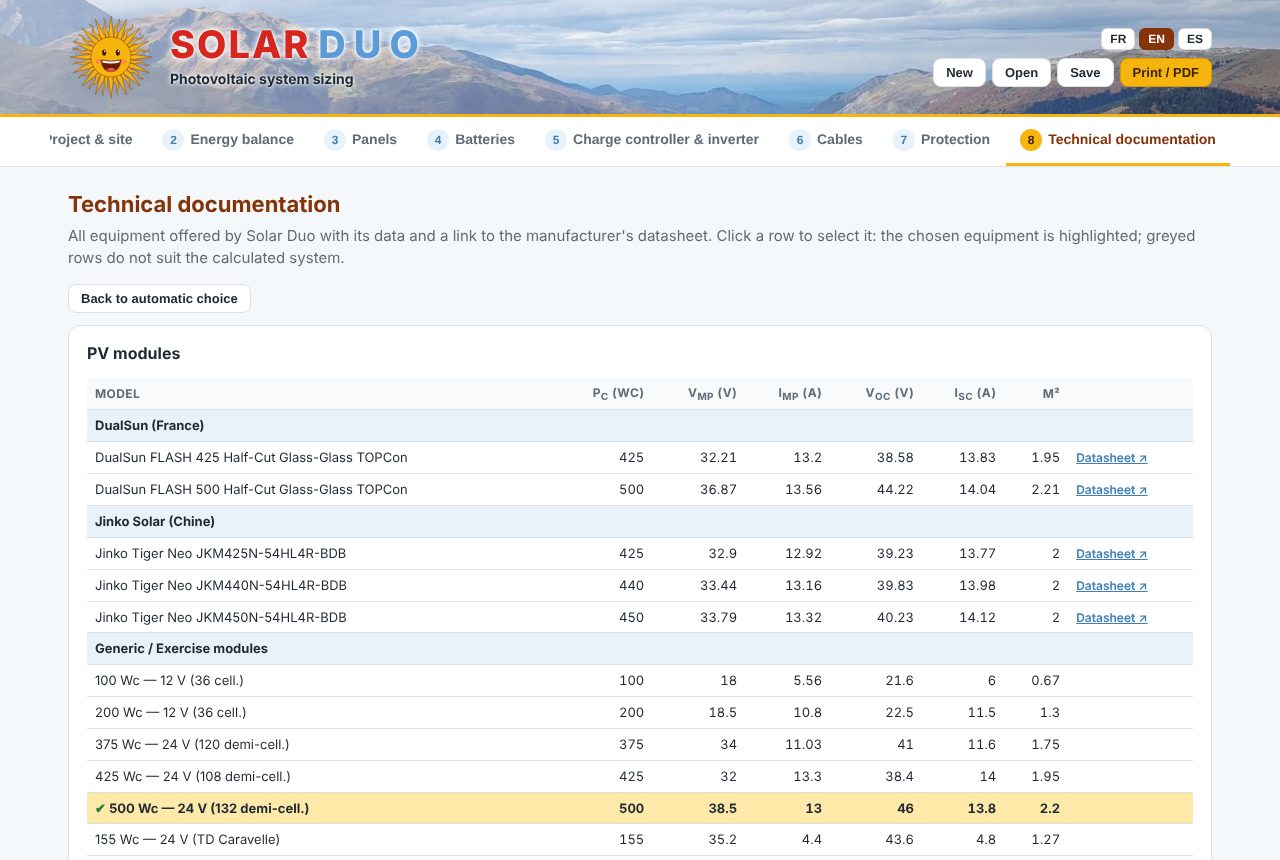 SOLAR DUO
Photovoltaic system sizing
FR EN ES
New Open Save Print / PDF
Project & site 2 Energy balance 3 Panels 4 Batteries 5 Charge controller & inverter 6 Cables 7 Protection 8 Technical documentation
Technical documentation
All equipment offered by Solar Duo with its data and a link to the manufacturer's datasheet. Click a row to select it: the chosen equipment is highlighted; greyed
rows do not suit the calculated system.
Back to automatic choice
PV modules
MODEL PC (WC) VMP (V) IMP (A) VOC (V) ISC (A) M²
DualSun (France)
DualSun FLASH 425 Half-Cut Glass-Glass TOPCon 425 32.21 13.2 38.58 13.83 1.95 Datasheet ↗
DualSun FLASH 500 Half-Cut Glass-Glass TOPCon 500 36.87 13.56 44.22 14.04 2.21 Datasheet ↗
Jinko Solar (Chine)
Jinko Tiger Neo JKM425N-54HL4R-BDB 425 32.9 12.92 39.23 13.77 2 Datasheet ↗
Jinko Tiger Neo JKM440N-54HL4R-BDB 440 33.44 13.16 39.83 13.98 2 Datasheet ↗
Jinko Tiger Neo JKM450N-54HL4R-BDB 450 33.79 13.32 40.23 14.12 2 Datasheet ↗
Generic / Exercise modules
100 Wc — 12 V (36 cell.) 100 18 5.56 21.6 6 0.67
200 Wc — 12 V (36 cell.) 200 18.5 10.8 22.5 11.5 1.3
375 Wc — 24 V (120 demi-cell.) 375 34 11.03 41 11.6 1.75
425 Wc — 24 V (108 demi-cell.) 425 32 13.3 38.4 14 1.95
✔ 500 Wc — 24 V (132 demi-cell.) 500 38.5 13 46 13.8 2.2
155 Wc — 24 V (TD Caravelle) 155 35.2 4.4 43.6 4.8 1.27